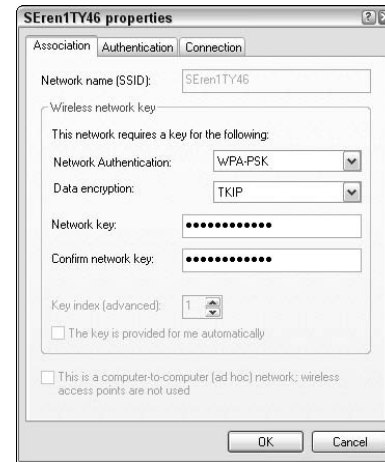 SEren1TY46 properties
Association Authentication Connection
Network name (SSID): SEren1TY46
Wireless network key
This network requires a key for the following:
Network Authentication: WPA-PSK
Data encryption: TKIP
Network key: ••••••••••••
Confirm network key: ••••••••••••
Key index (advanced): 1
The key is provided for me automatically
This is a computer-to-computer (ad hoc) network; wireless
access points are not used
OK Cancel